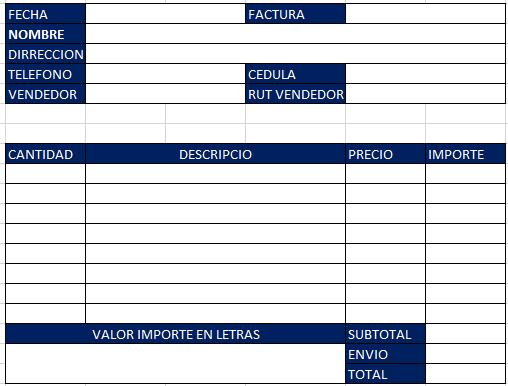 FECHA FACTURA
NOMBRE
DIRRECCION
TELEFONO CEDULA
VENDEDOR RUT VENDEDOR
CANTIDAD DESCRIPCIO PRECIO IMPORTE
VALOR IMPORTE EN LETRAS SUBTOTAL
ENVIO
TOTAL